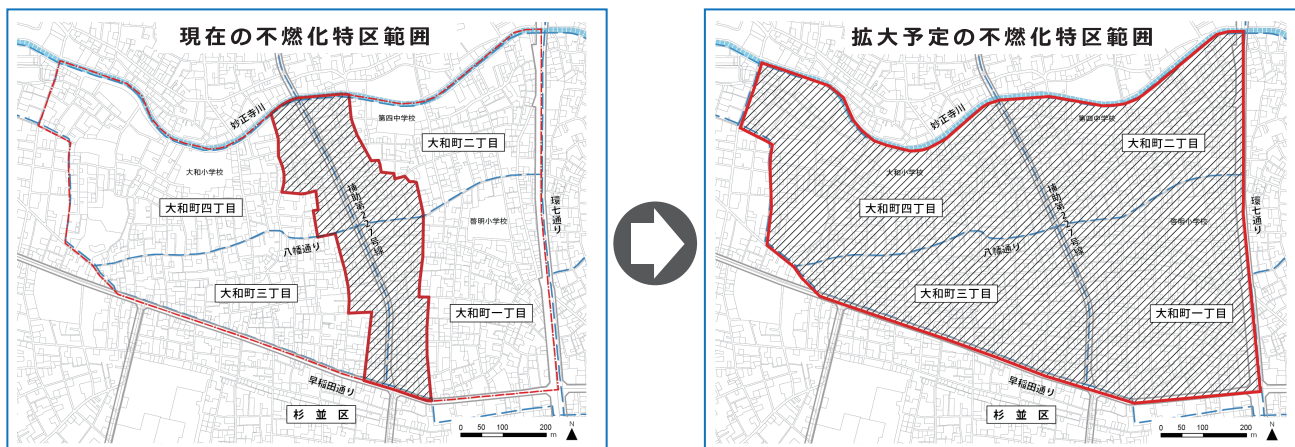 現在の不燃化特区範囲
妙正寺川
第四中学校
大和町二丁目
大和小学校
大和町四丁目
補助第227号線
環七通り
啓明小学校
八幡通り
大和町三丁目
大和町一丁目
早稲田通り
杉並区
0 50 100 200
m
N
拡大予定の不燃化特区範囲
妙正寺川
第四中学校
大和町二丁目
大和小学校
大和町四丁目
補助第227号線
環七通り
啓明小学校
八幡通り
大和町三丁目
大和町一丁目
早稲田通り
杉並区
0 50 100 200
m
N